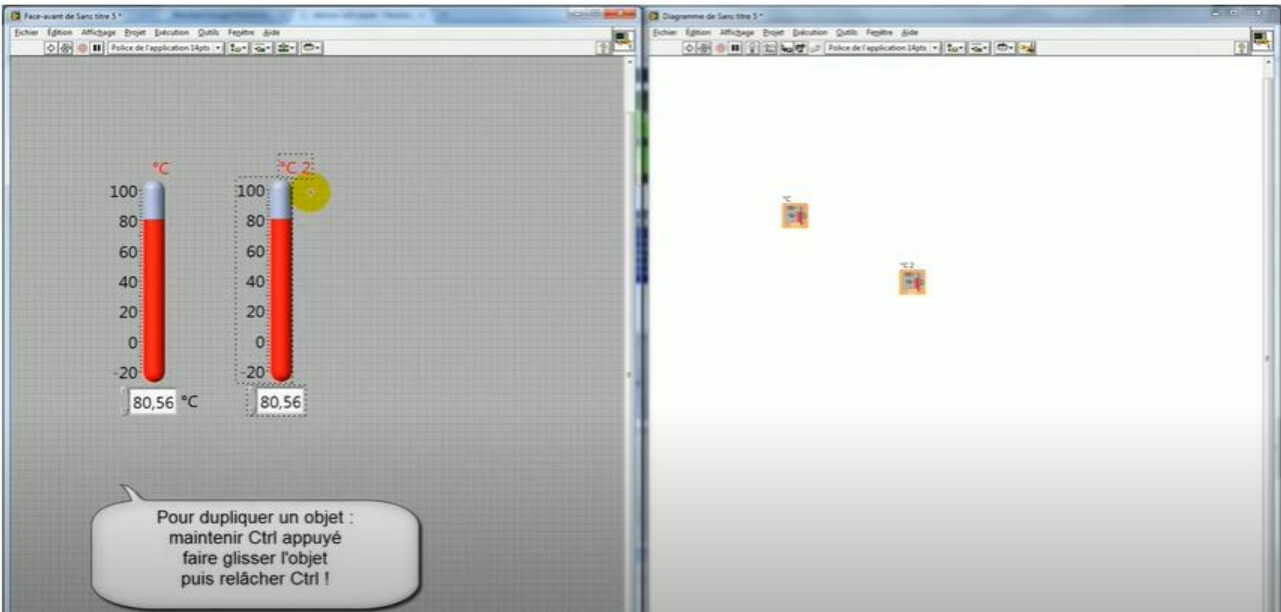 Face-avant de Sans titre 5 *
Fichier Edition Affichage Projet Exécution Outils Fenêtre Aide
Police de l'application 14pts
°C
100
80
60
40
20
0
-20
80,56 °C
°C 2
100
80
60
40
20
0
-20
80,56
Pour dupliquer un objet :
maintenir Ctrl appuyé
faire glisser l'objet
puis relâcher Ctrl !
Diagramme de Sans titre 5 *
Fichier Edition Affichage Projet Exécution Outils Fenêtre Aide
Police de l'application 14pts
°C
°C 2